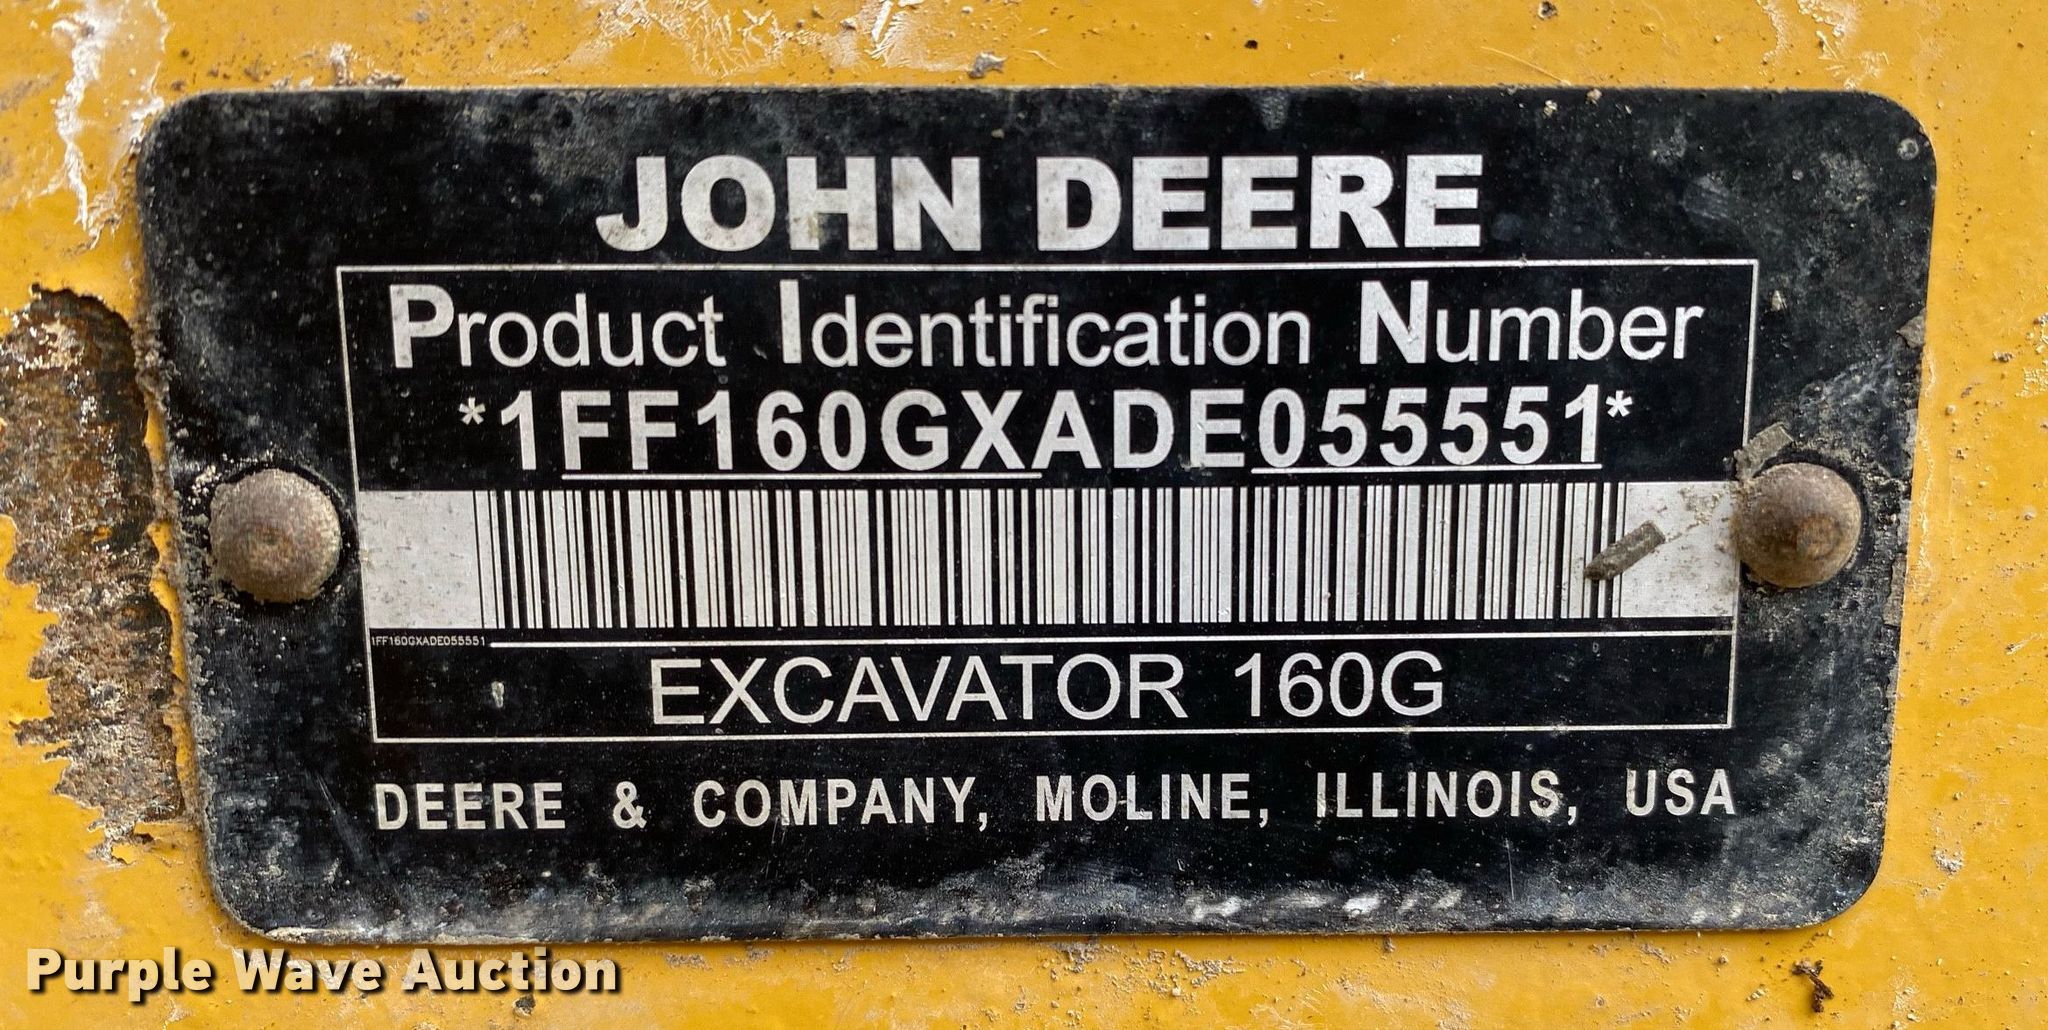 JOHN DEERE
Product Identification Number
*1FF160GXADE055551*
1FF160GXADE055551
EXCAVATOR 160G
DEERE & COMPANY, MOLINE, ILLINOIS, USA
Purple Wave Auction